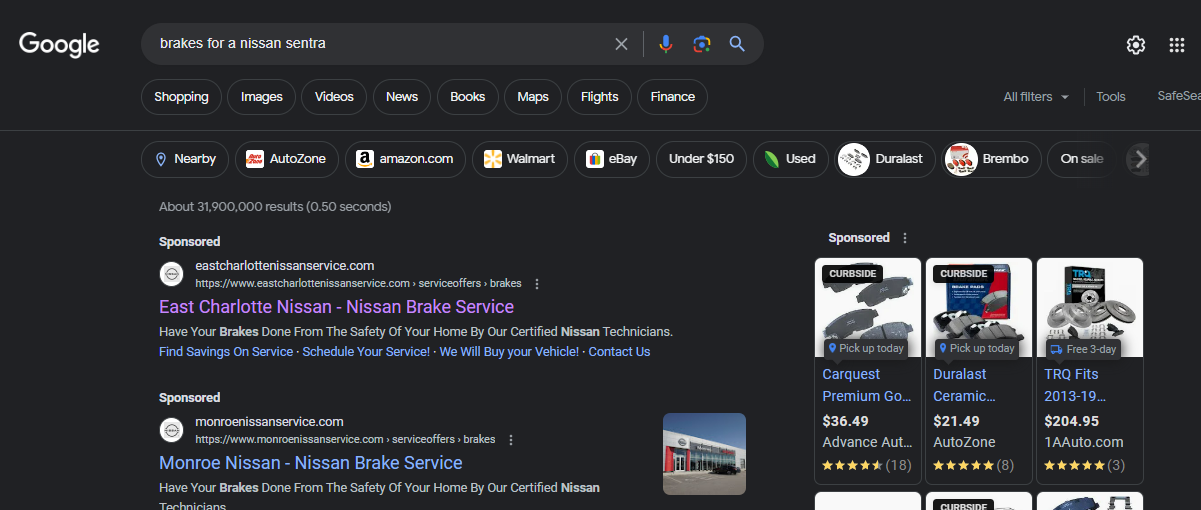 Google
brakes for a nissan sentra
Shopping
Images
Videos
News
Books
Maps
Flights
Finance
All filters
Tools
SafeSea
Nearby
AutoZone
amazon.com
Walmart
eBay
Under $150
Used
Duralast
Brembo
On sale
About 31,900,000 results (0.50 seconds)
Sponsored
eastcharlottenissanservice.com
https://www.eastcharlottenissanservice.com › serviceoffers › brakes
East Charlotte Nissan - Nissan Brake Service
Have Your Brakes Done From The Safety Of Your Home By Our Certified Nissan Technicians.
Find Savings On Service · Schedule Your Service! · We Will Buy your Vehicle! · Contact Us
Sponsored
monroenissanservice.com
https://www.monroenissanservice.com › serviceoffers › brakes
Monroe Nissan - Nissan Brake Service
Have Your Brakes Done From The Safety Of Your Home By Our Certified Nissan
Technicians.
Sponsored
CURBSIDE
Pick up today
Carquest
Premium Go...
$36.49
Advance Aut...
(18)
CURBSIDE
BRAKE PADS
Pick up today
Duralast
Ceramic...
$21.49
AutoZone
(8)
TRQ
Free 3-day
TRQ Fits
2013-19...
$204.95
1AAuto.com
(3)
CURBSIDE